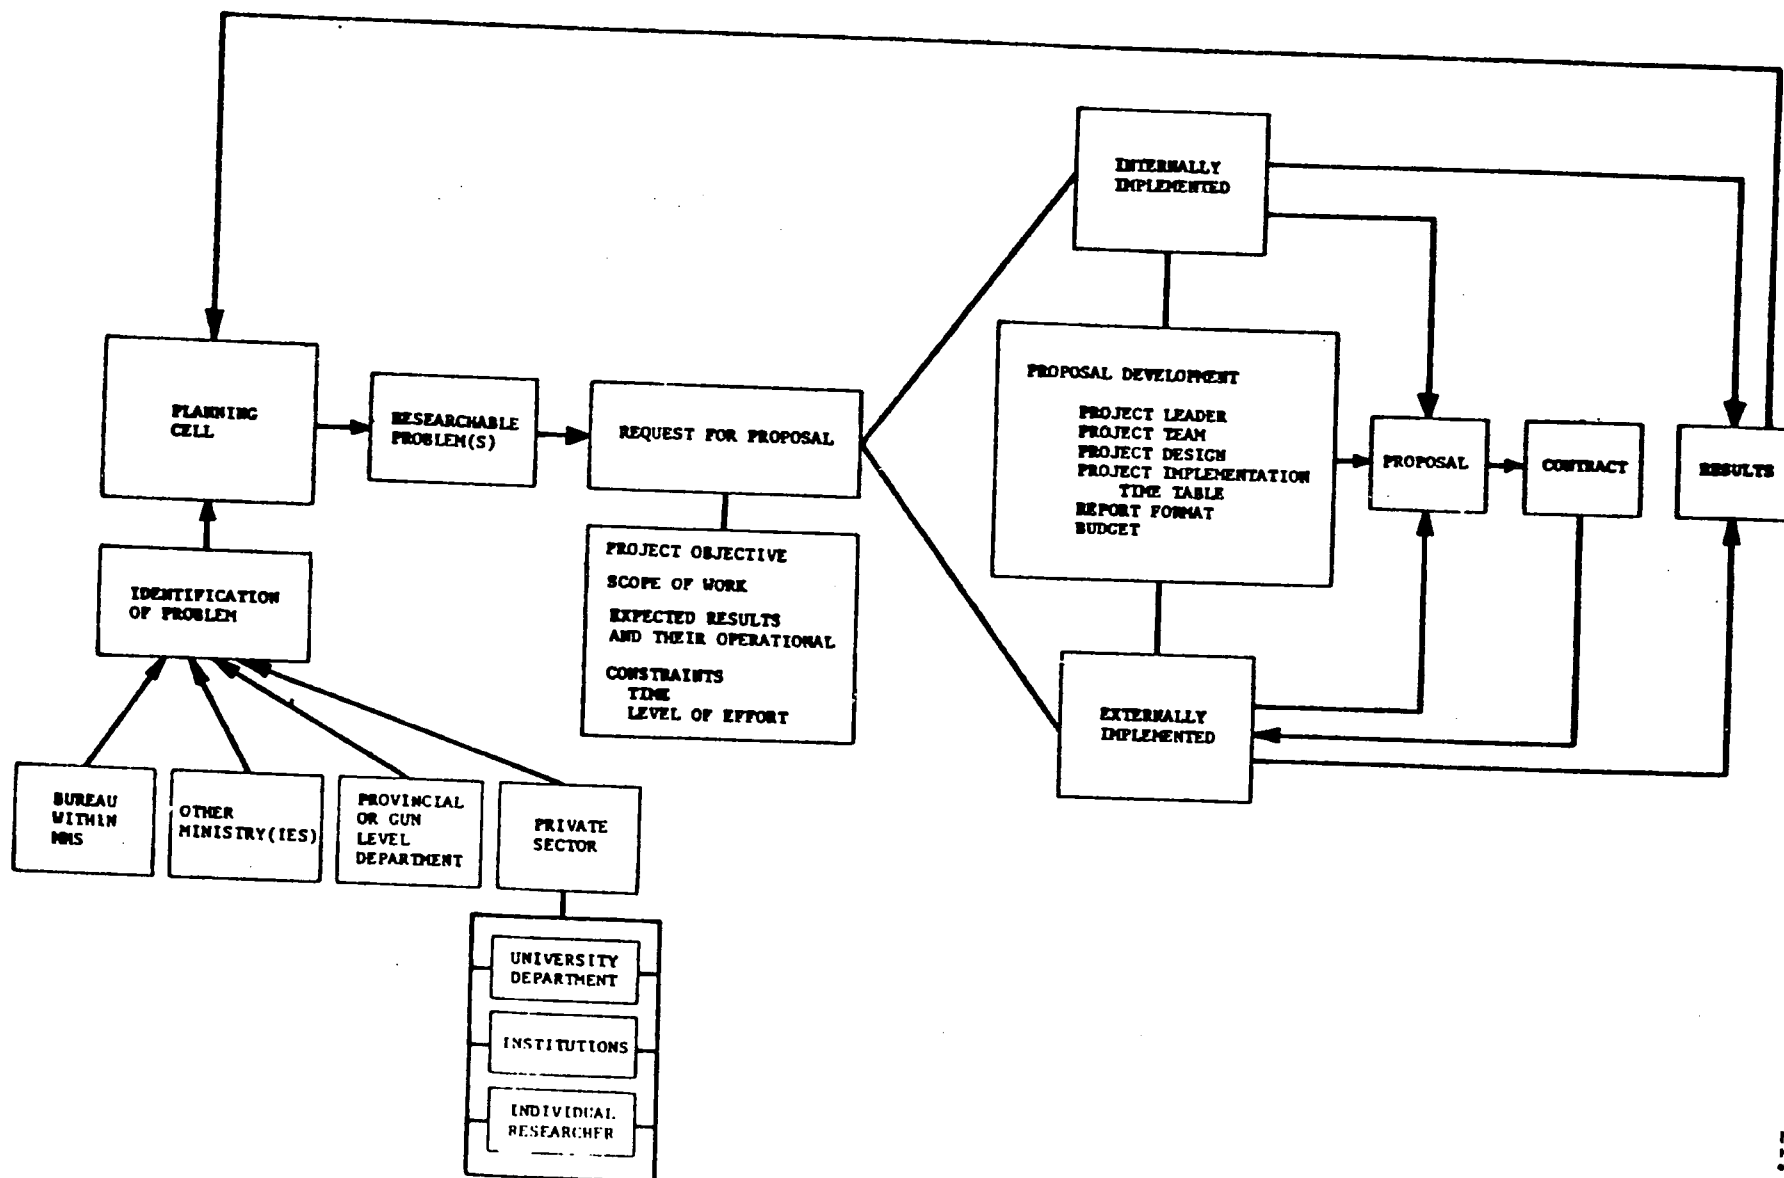 INTERNALLY
IMPLEMENTED
PLANNING
CELL
RESEARCHABLE
PROBLEM(S)
REQUEST FOR PROPOSAL
PROPOSAL DEVELOPMENT
PROJECT LEADER
PROJECT TEAM
PROJECT DESIGN
PROJECT IMPLEMENTATION
TIME TABLE
REPORT FORMAT
BUDGET
PROPOSAL
CONTRACT
RESULTS
IDENTIFICATION
OF PROBLEM
PROJECT OBJECTIVE
SCOPE OF WORK
EXPECTED RESULTS
AND THEIR OPERATIONAL
CONSTRAINTS
TIME
LEVEL OF EFFORT
EXTERNALLY
IMPLEMENTED
BUREAU
WITHIN
OTHER
MINISTRY(IES)
PROVINCIAL
OR GUN
LEVEL
DEPARTMENT
PRIVATE
SECTOR
UNIVERSITY
DEPARTMENT
INSTITUTIONS
INDIVIDUAL
RESEARCHER